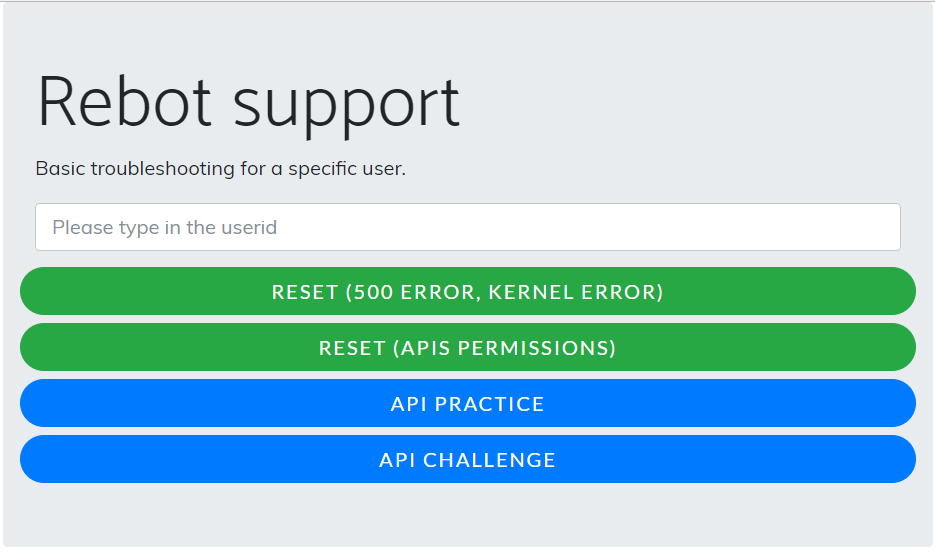 Rebot support
Basic troubleshooting for a specific user.
Please type in the userid
RESET (500 ERROR, KERNEL ERROR)
RESET (APIS PERMISSIONS)
API PRACTICE
API CHALLENGE